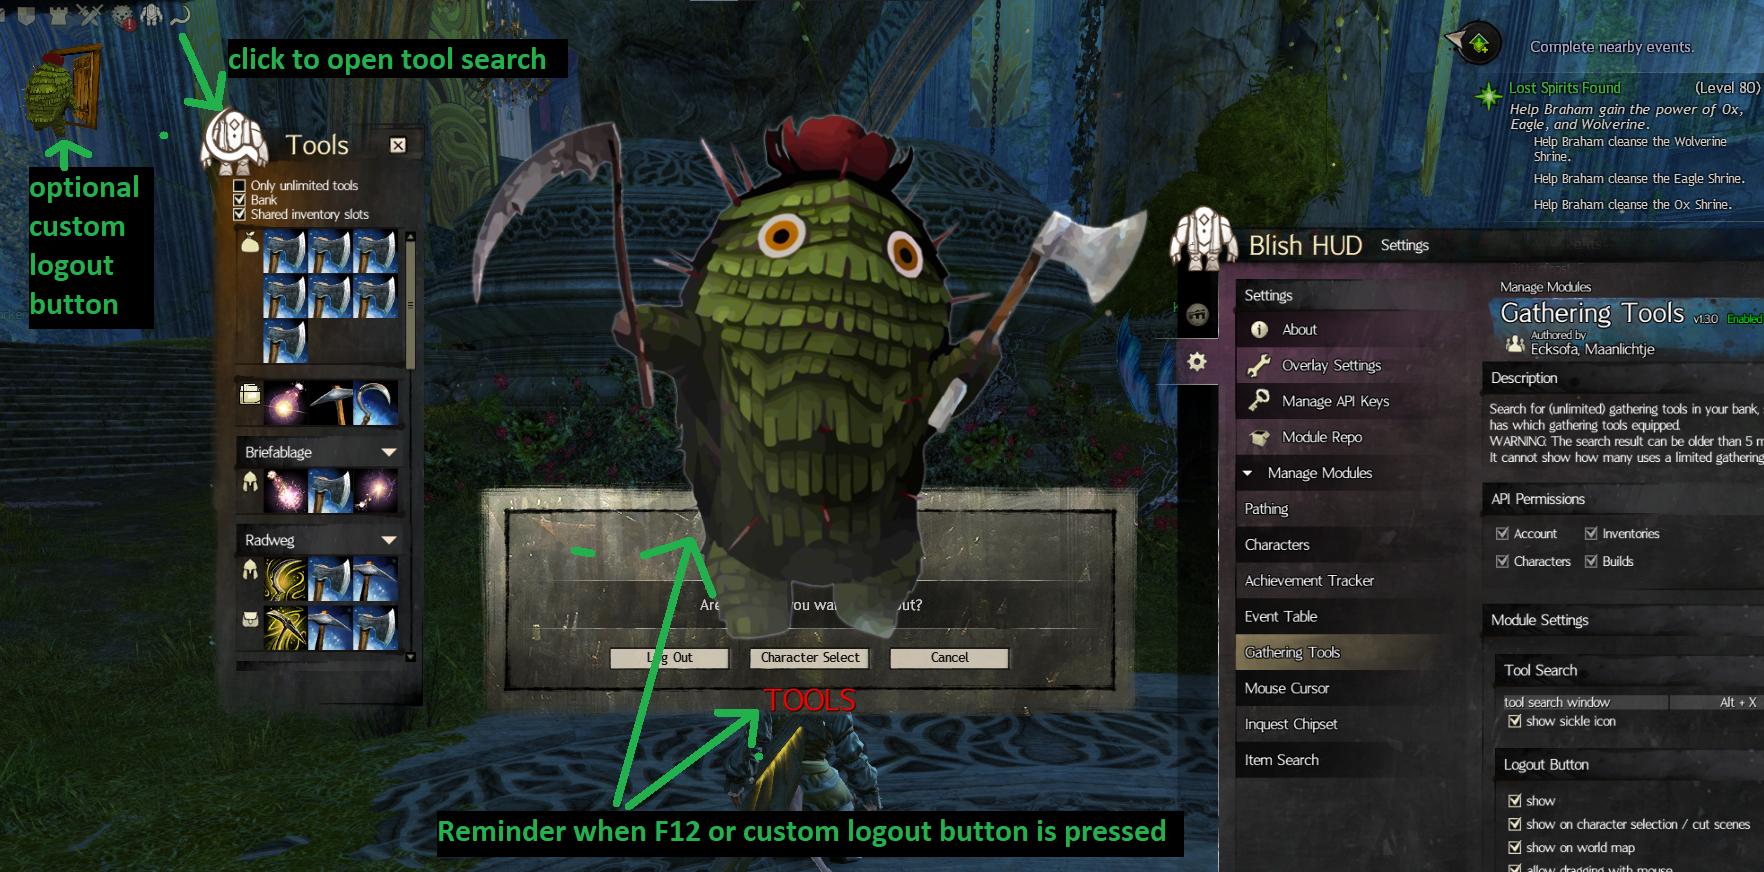 click to open tool search
optional
custom
logout
button
Tools
Only unlimited tools
Bank
Shared inventory slots
Briefablage
Radweg
Are
you wa
out?
Log Out
Character Select
Cancel
TOOLS
Reminder when F12 or custom logout button is pressed
Complete nearby events.
Lost Spirits Found
(Level 80)
Help Braham gain the power of Ox,
Eagle, and Wolverine.
Help Braham cleanse the Wolverine
Shrine.
Help Braham cleanse the Eagle Shrine.
Help Braham cleanse the Ox Shrine.
Blish HUD
Settings
Settings
About
Overlay Settings
Manage API Keys
Module Repo
Manage Modules
Pathing
Characters
Achievement Tracker
Event Table
Gathering Tools
Mouse Cursor
Inquest Chipset
Item Search
Manage Modules
Gathering Tools v1.3.0 Enabled
Authored by
Ecksofa, Maanlichtje
Description
Search for (unlimited) gathering tools in your bank,
has which gathering tools equipped.
WARNING: The search result can be older than 5 m
It cannot show how many uses a limited gathering
API Permissions
Account
Inventories
Characters
Builds
Module Settings
Tool Search
tool search window
Alt + X
show sickle icon
Logout Button
show
show on character selection / cut scenes
show on world map
allow dragging with mouse